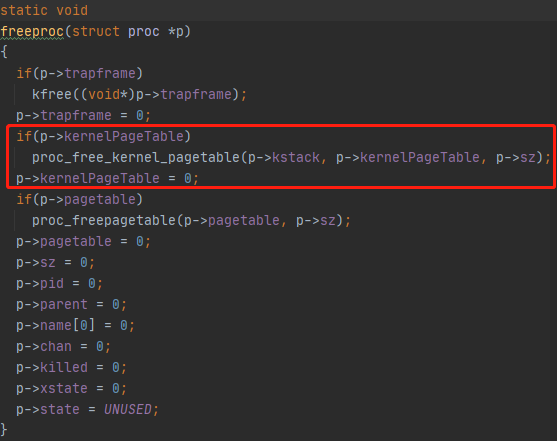 static void
freeproc(struct proc *p)
{
  if(p->trapframe)
    kfree((void*)p->trapframe);
  p->trapframe = 0;
  if(p->kernelPageTable)
    proc_free_kernel_pagetable(p->kstack, p->kernelPageTable, p->sz);
  p->kernelPageTable = 0;
  if(p->pagetable)
    proc_freepagetable(p->pagetable, p->sz);
  p->pagetable = 0;
  p->sz = 0;
  p->pid = 0;
  p->parent = 0;
  p->name[0] = 0;
  p->chan = 0;
  p->killed = 0;
  p->xstate = 0;
  p->state = UNUSED;
}